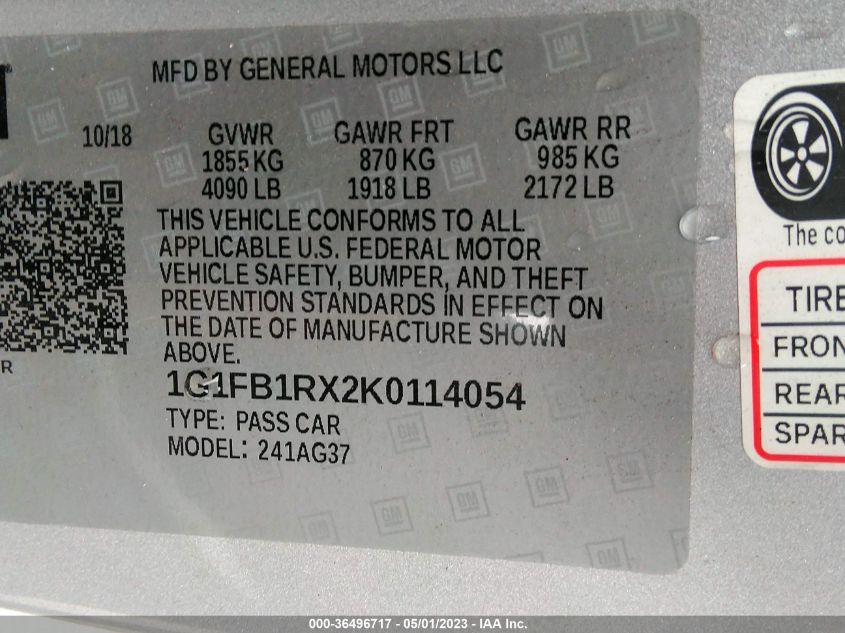 MFD BY GENERAL MOTORS LLC
10/18 GVWR GAWR FRT GAWR RR
1855 KG 870 KG 985 KG
4090 LB 1918 LB 2172 LB
THIS VEHICLE CONFORMS TO ALL
APPLICABLE U.S. FEDERAL MOTOR
VEHICLE SAFETY, BUMPER, AND THEFT
PREVENTION STANDARDS IN EFFECT ON
THE DATE OF MANUFACTURE SHOWN
ABOVE.
R
1G1FB1RX2K0114054
TYPE: PASS CAR
MODEL: 241AG37
GM
The co
TIRE
FRON
REAR
SPAR
000-36496717 - 05/01/2023 - IAA Inc.